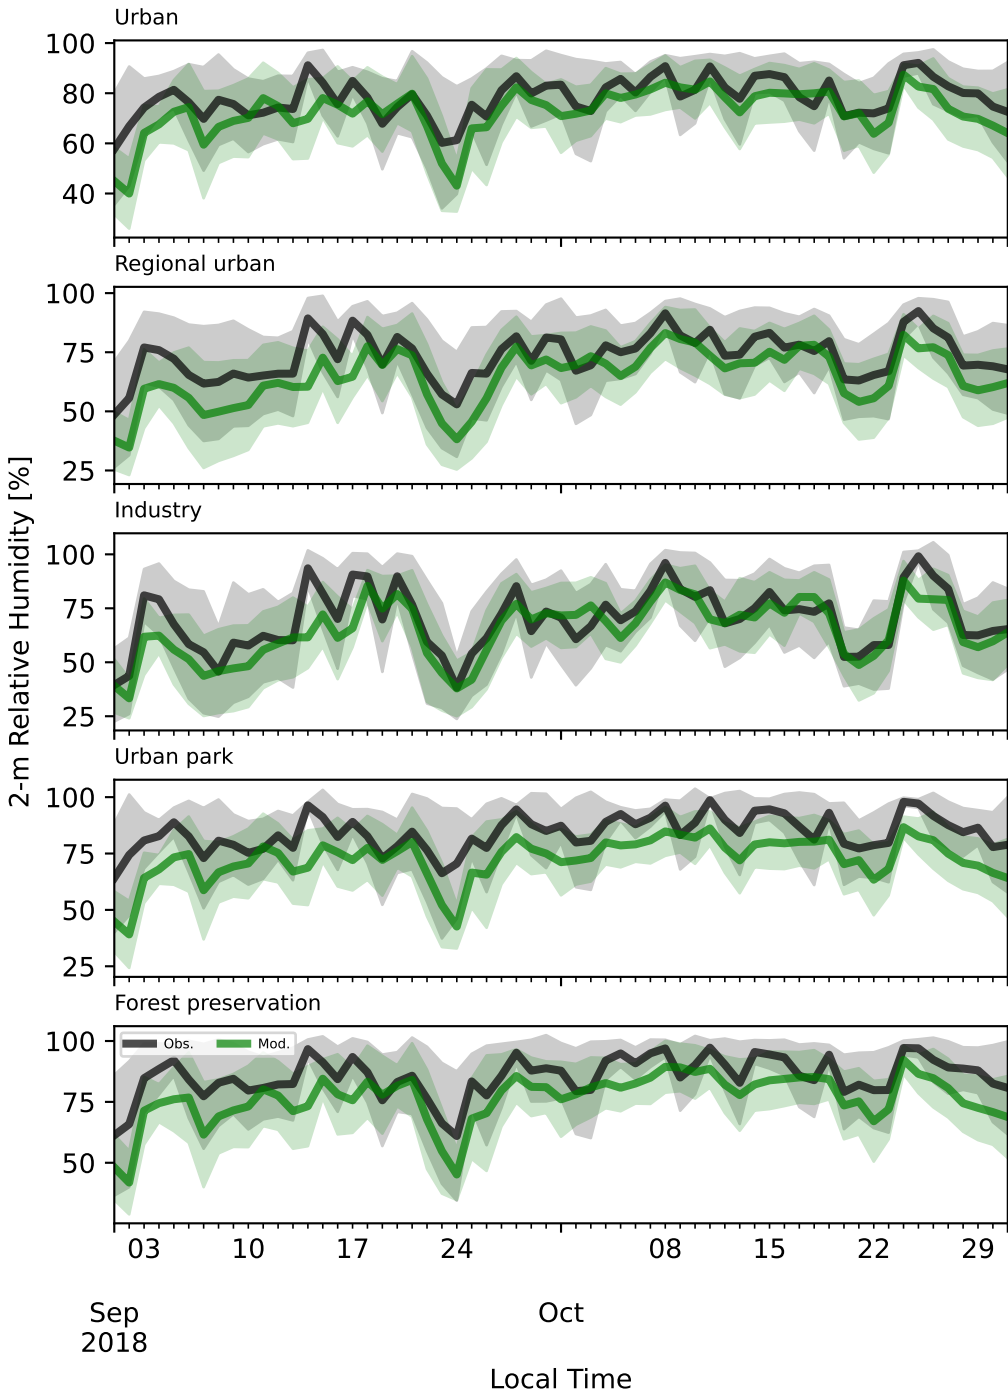 Urban
100
80
60
40
Regional urban
100
75
50
25
Industry
100
75
50
25
2-m Relative Humidity [%]
Urban park
100
75
50
25
Forest preservation
100
75
50
Obs. Mod.
03 10 17 24 08 15 22 29
Sep Oct
2018
Local Time